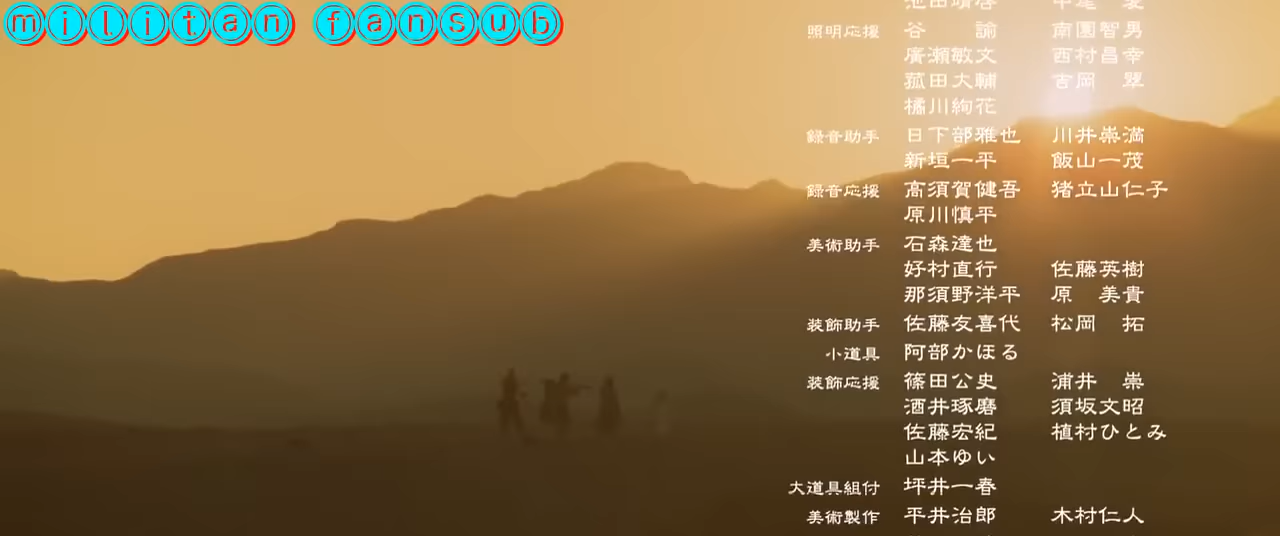 militan fansub
照明応援 谷　　諭 南園智男
廣瀬敏文 西村昌幸
菰田大輔 吉岡　翠
橘川絢花
録音助手 日下部雅也 川井崇満
新垣一平 飯山一茂
録音応援 高須賀健吾 猪立山仁子
原川慎平
美術助手 石森達也
好村直行 佐藤英樹
那須野洋平 原　美貴
装飾助手 佐藤友喜代 松岡　拓
小道具 阿部かほる
装飾応援 篠田公史 浦井　崇
酒井琢磨 須坂文昭
佐藤宏紀 植村ひとみ
山本ゆい
大道具組付 坪井一春
美術製作 平井治郎 木村仁人